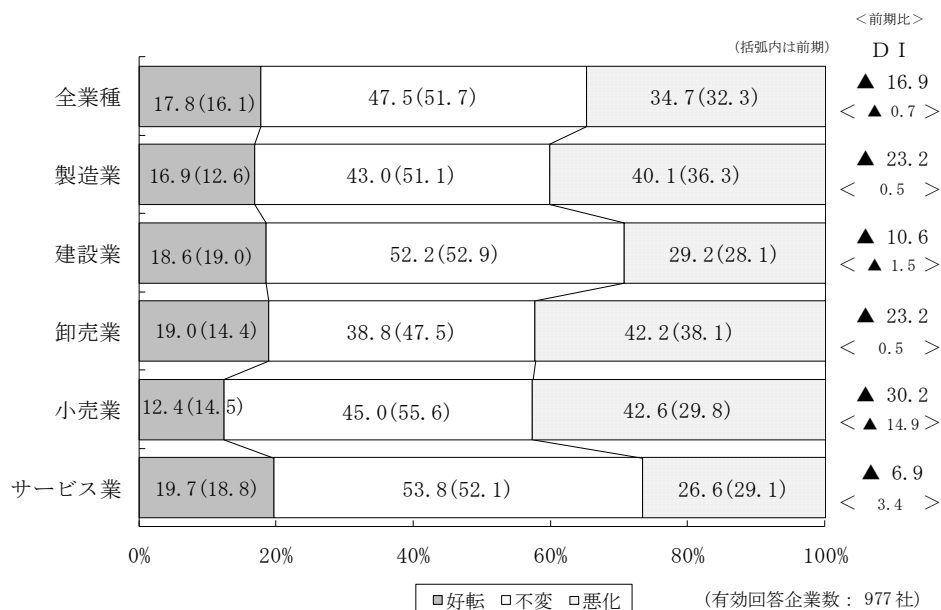 <前期比>
(括弧内は前期) DI
全業種 17.8(16.1) 47.5(51.7) 34.7(32.3) ▲ 16.9
< ▲ 0.7 >
製造業 16.9(12.6) 43.0(51.1) 40.1(36.3) ▲ 23.2
< 0.5 >
建設業 18.6(19.0) 52.2(52.9) 29.2(28.1) ▲ 10.6
< ▲ 1.5 >
卸売業 19.0(14.4) 38.8(47.5) 42.2(38.1) ▲ 23.2
< 0.5 >
小売業 12.4(14.5) 45.0(55.6) 42.6(29.8) ▲ 30.2
< ▲ 14.9 >
サービス業 19.7(18.8) 53.8(52.1) 26.6(29.1) ▲ 6.9
< 3.4 >
0% 20% 40% 60% 80% 100%
好転 不変 悪化 (有効回答企業数：977社)